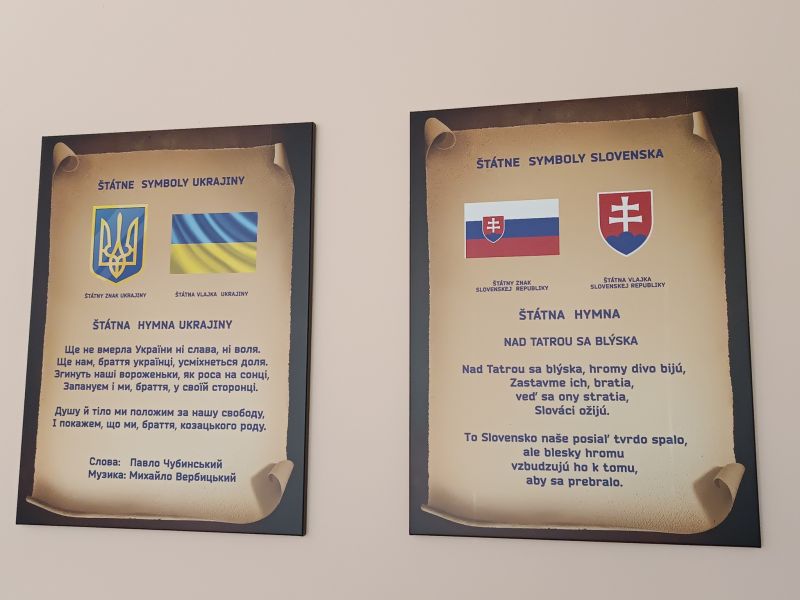 ŠTÁTNE SYMBOLY UKRAJINY
ŠTÁTNY ZNAK UKRAJINY
ŠTÁTNA VLAJKA UKRAJINY
ŠTÁTNA HYMNA UKRAJINY
Ще не вмерла України ні слава, ні воля.
Ще нам, браття українці, усміхнеться доля.
Згинуть наші вороженьки, як роса на сонці,
Запануєм і ми, браття, у своїй сторонці.
Душу й тіло ми положим за нашу свободу,
І покажем, що ми, браття, козацького роду.
Слова: Павло Чубинський
Музика: Михайло Вербицький
ŠTÁTNE SYMBOLY SLOVENSKA
ŠTÁTNY ZNAK
SLOVENSKEJ REPUBLIKY
ŠTÁTNA VLAJKA
SLOVENSKEJ REPUBLIKY
ŠTÁTNA HYMNA
NAD TATROU SA BLÝSKA
Nad Tatrou sa blýska, hromy divo bijú,
Zastavme ich, bratia,
veď sa ony stratia,
Slováci ožijú.
To Slovensko naše posiaľ tvrdo spalo,
ale blesky hromu
vzbudzujú ho k tomu,
aby sa prebralo.